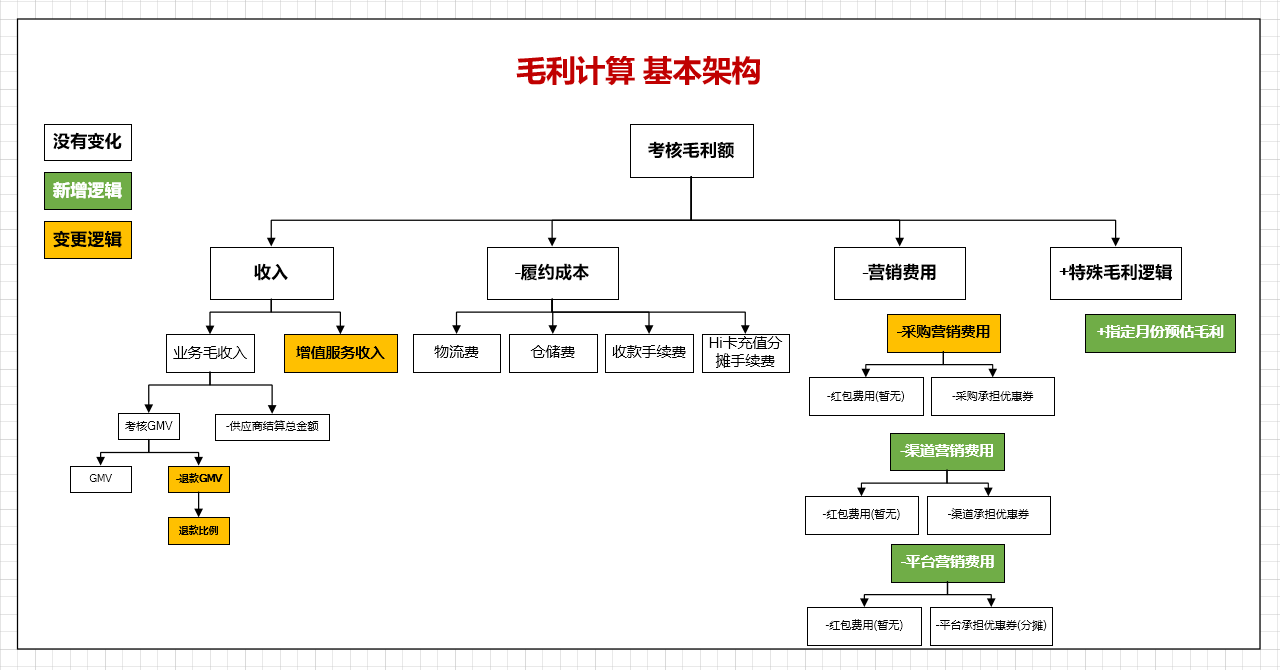 毛利计算 基本架构
没有变化
新增逻辑
变更逻辑
考核毛利额
收入
-履约成本
-营销费用
+特殊毛利逻辑
业务毛收入
增值服务收入
物流费
仓储费
收款手续费
Hi卡充值分
摊手续费
-采购营销费用
+指定月份预估毛利
-红包费用(暂无)
-采购承担优惠券
考核GMV
-供应商结算总金额
-渠道营销费用
GMV
-退款GMV
-红包费用(暂无)
-渠道承担优惠券
退款比例
-平台营销费用
-红包费用(暂无)
-平台承担优惠券(分摊)